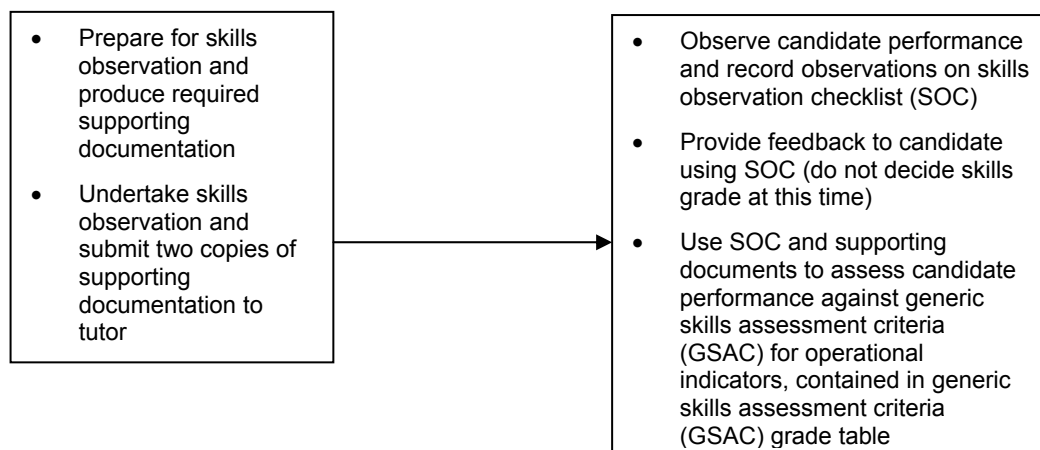 • Prepare for skills
observation and
produce required
supporting
documentation
• Undertake skills
observation and
submit two copies of
supporting
documentation to
tutor
• Observe candidate performance
and record observations on skills
observation checklist (SOC)
• Provide feedback to candidate
using SOC (do not decide skills
grade at this time)
• Use SOC and supporting
documents to assess candidate
performance against generic
skills assessment criteria
(GSAC) for operational
indicators, contained in generic
skills assessment criteria
(GSAC) grade table